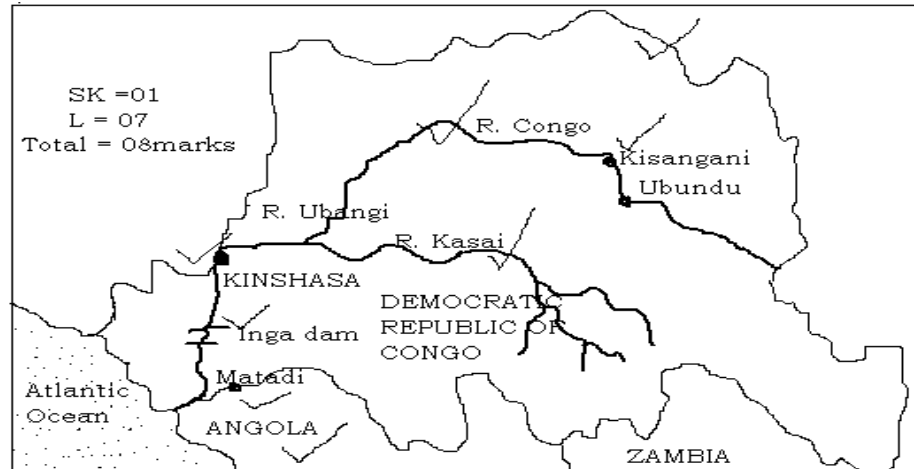 SK =01
L = 07
Total = 08marks
R. Congo
Kisangani
Ubundu
R. Ubangi
R. Kasai
KINSHASA
DEMOCRATIC
REPUBLIC OF
CONGO
Inga dam
Matadi
Atlantic
Ocean
ANGOLA
ZAMBIA